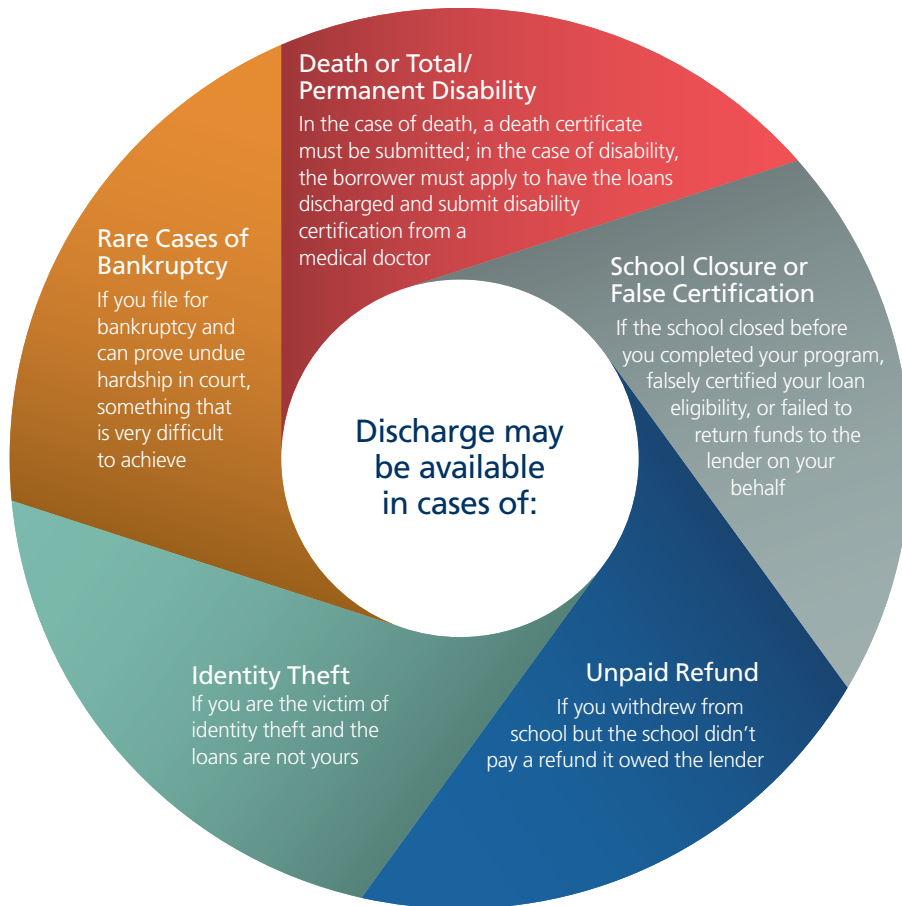 Discharge may
be available
in cases of:
Death or Total/
Permanent Disability
In the case of death, a death certificate
must be submitted; in the case of disability,
the borrower must apply to have the loans
discharged and submit disability
certification from a
medical doctor
School Closure or
False Certification
If the school closed before
you completed your program,
falsely certified your loan
eligibility, or failed to
return funds to the
lender on your
behalf
Unpaid Refund
If you withdrew from
school but the school didn’t
pay a refund it owed the lender
Identity Theft
If you are the victim of
identity theft and the
loans are not yours
Rare Cases of
Bankruptcy
If you file for
bankruptcy and
can prove undue
hardship in court,
something that
is very difficult
to achieve